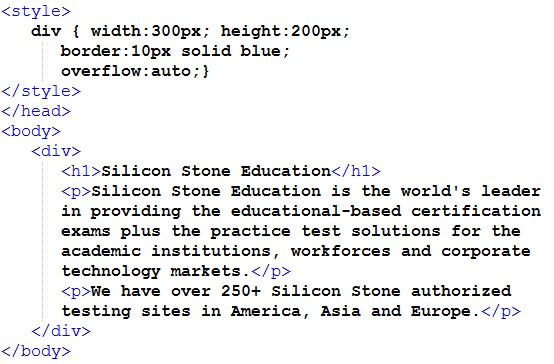 <style>
div { width:300px; height:200px;
border:10px solid blue;
overflow:auto;}
</style>
</head>
<body>
<div>
<h1>Silicon Stone Education</h1>
<p>Silicon Stone Education is the world's leader
in providing the educational-based certification
exams plus the practice test solutions for the
academic institutions, workforces and corporate
technology markets.</p>
<p>We have over 250+ Silicon Stone authorized
testing sites in America, Asia and Europe.</p>
</div>
</body>